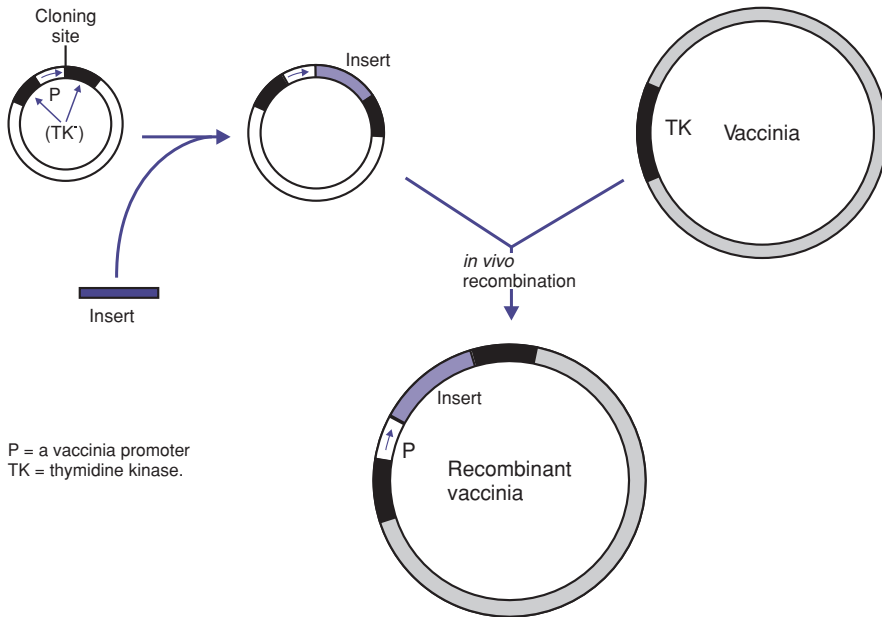 Cloning
site
P
(TK-)
Insert
Insert
TK
Vaccinia
in vivo
recombination
Insert
P
Recombinant
vaccinia
P = a vaccinia promoter
TK = thymidine kinase.